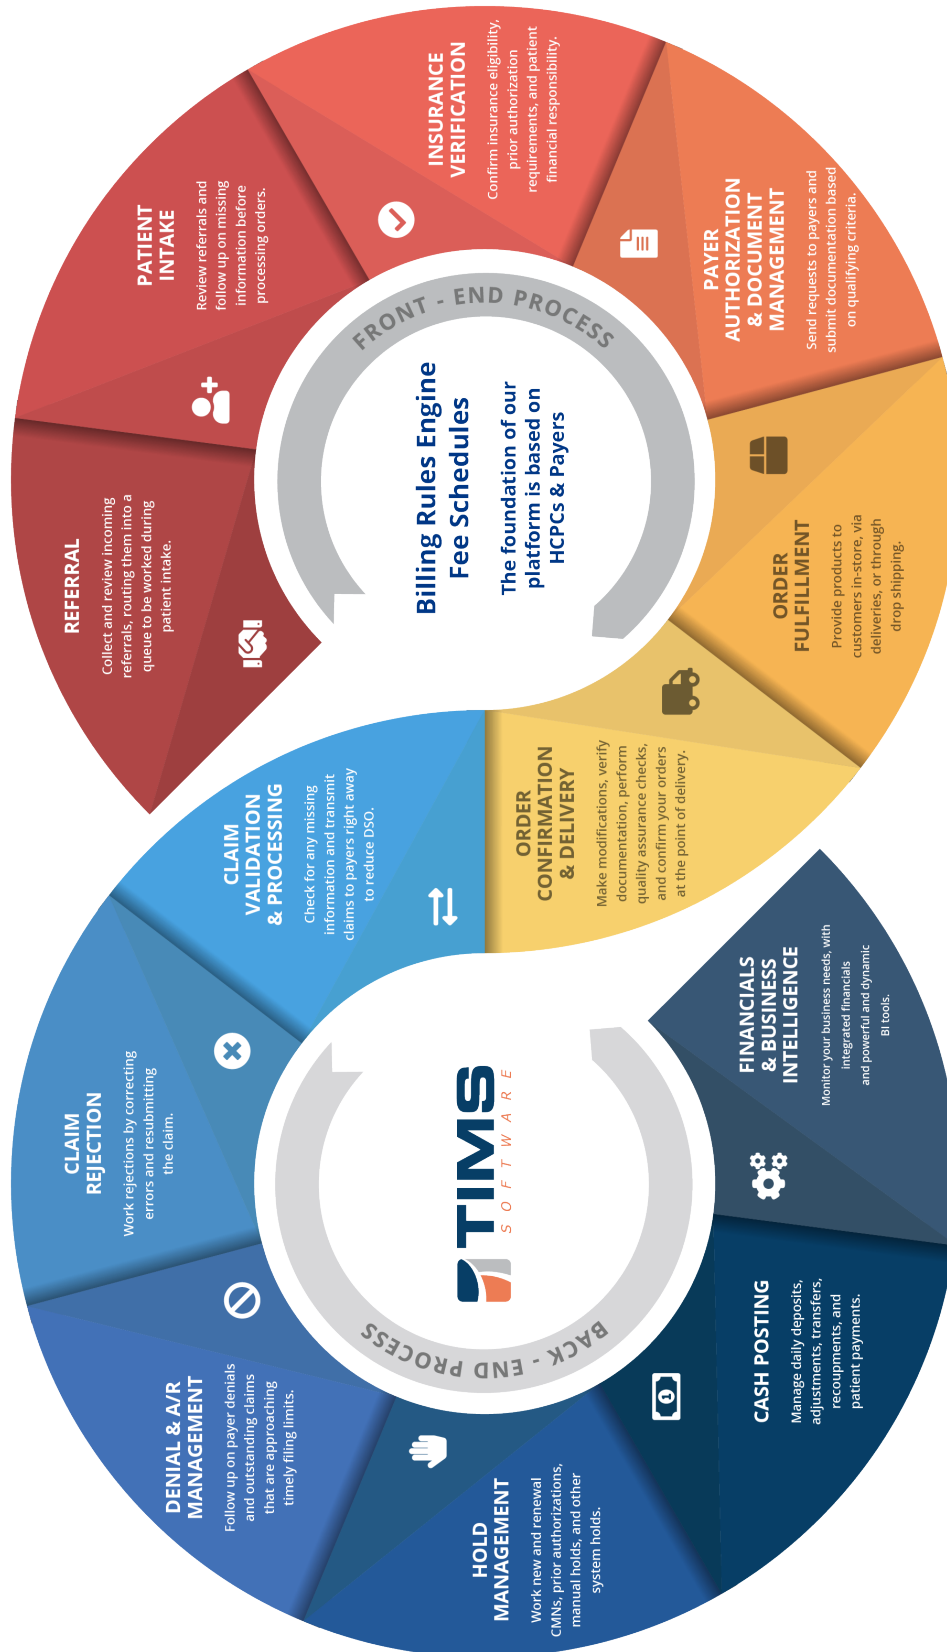 REFERRAL
Collect and review incoming
referrals, routing them into a
queue to be worked during
patient intake.
PATIENT
INTAKE
Review referrals and
follow up on missing
information before
processing orders.
INSURANCE
VERIFICATION
Confirm insurance eligibility,
prior authorization
requirements, and patient
financial responsibility.
PAYER
AUTHORIZATION
& DOCUMENT
MANAGEMENT
Send requests to payers and
submit documentation based
on qualifying criteria.
ORDER
FULFILLMENT
Provide products to
customers in-store, via
deliveries, or through
drop shipping.
ORDER
CONFIRMATION
& DELIVERY
Make modifications, verify
documentation, perform
quality assurance checks,
and confirm your orders
at the point of delivery.
FRONT - END PROCESS
Billing Rules Engine
Fee Schedules
The foundation of our
platform is based on
HCPCs & Payers
CLAIM
VALIDATION
& PROCESSING
Check for any missing
information and transmit
claims to payers right away
to reduce DSO.
CLAIM
REJECTION
Work rejections by correcting
errors and resubmitting
the claim.
DENIAL & A/R
MANAGEMENT
Follow up on payer denials
and outstanding claims
that are approaching
timely filing limits.
HOLD
MANAGEMENT
Work new and renewal
CMNs, prior authorizations,
manual holds, and other
system holds.
CASH POSTING
Manage daily deposits,
adjustments, transfers,
recoupments, and
patient payments.
FINANCIALS
& BUSINESS
INTELLIGENCE
Monitor your business needs, with
integrated financials
and powerful and dynamic
BI tools.
BACK - END PROCESS
TIMS
SOFTWARE